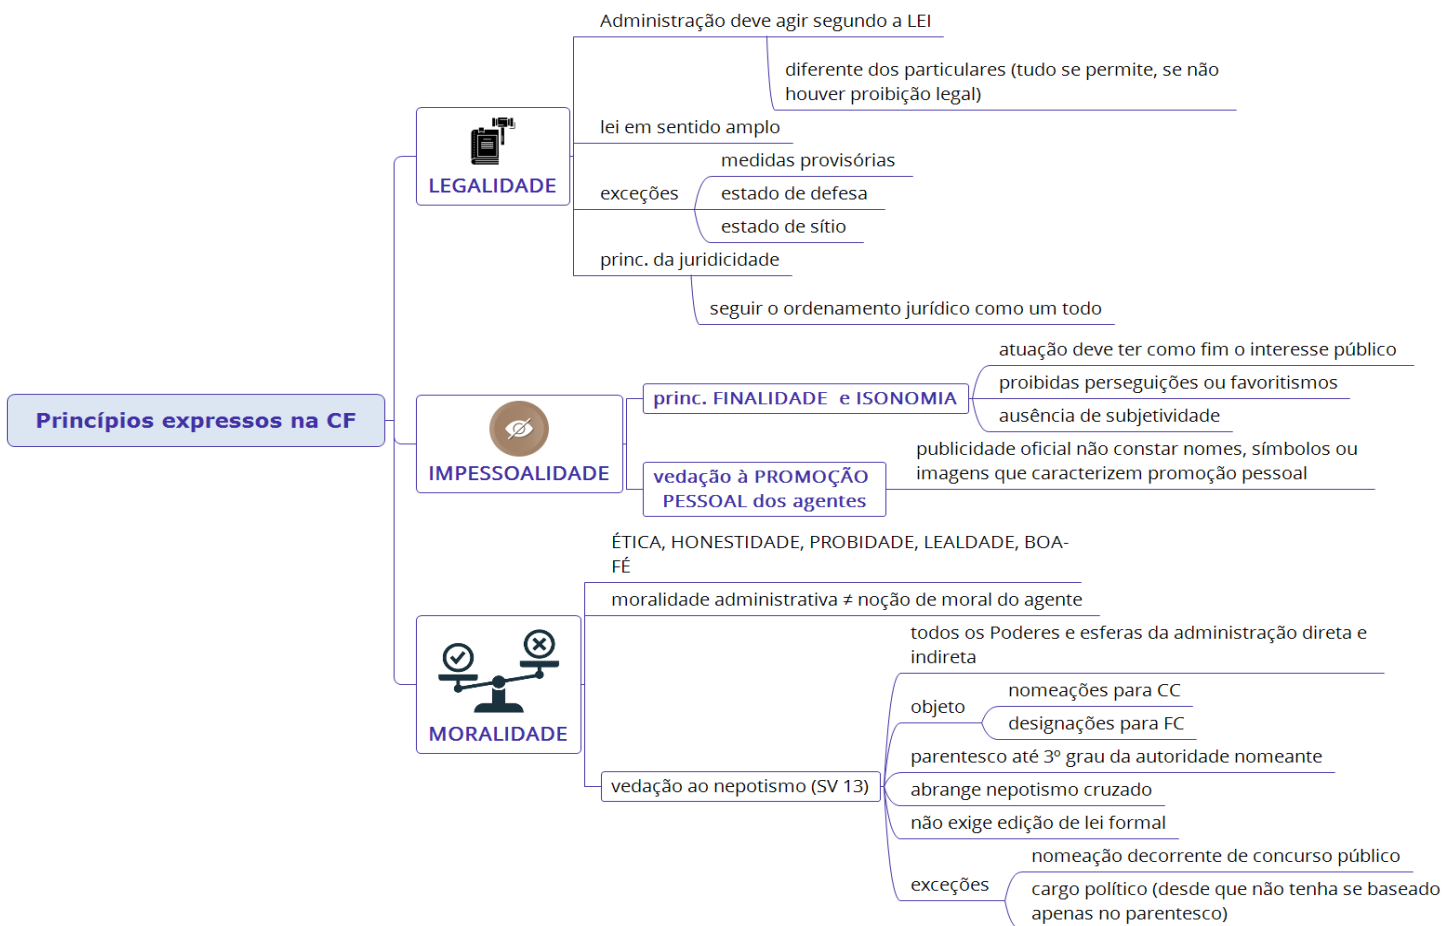 Princípios expressos na CF
LEGALIDADE
Administração deve agir segundo a LEI
diferente dos particulares (tudo se permite, se não
houver proibição legal)
lei em sentido amplo
exceções
medidas provisórias
estado de defesa
estado de sítio
princ. da juridicidade
seguir o ordenamento jurídico como um todo
IMPESSOALIDADE
princ. FINALIDADE e ISONOMIA
atuação deve ter como fim o interesse público
proibidas perseguições ou favoritismos
ausência de subjetividade
vedação à PROMOÇÃO
PESSOAL dos agentes
publicidade oficial não constar nomes, símbolos ou
imagens que caracterizem promoção pessoal
MORALIDADE
ÉTICA, HONESTIDADE, PROBIDADE, LEALDADE, BOA-
FÉ
moralidade administrativa ≠ noção de moral do agente
vedação ao nepotismo (SV 13)
todos os Poderes e esferas da administração direta e
indireta
objeto
nomeações para CC
designações para FC
parentesco até 3º grau da autoridade nomeante
abrange nepotismo cruzado
não exige edição de lei formal
exceções
nomeação decorrente de concurso público
cargo político (desde que não tenha se baseado
apenas no parentesco)